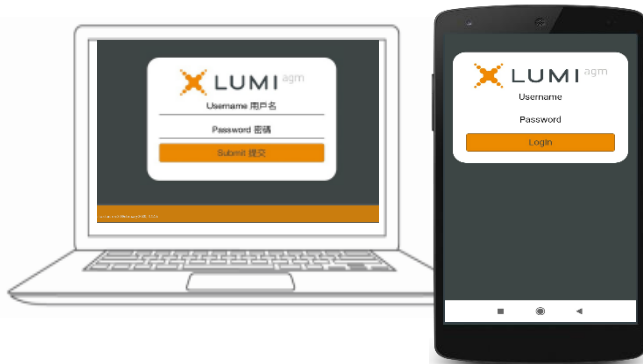 LUMI agm
Username 用戶名
Password 密碼
Submit 提交
LUMI agm
Username
Password
Login